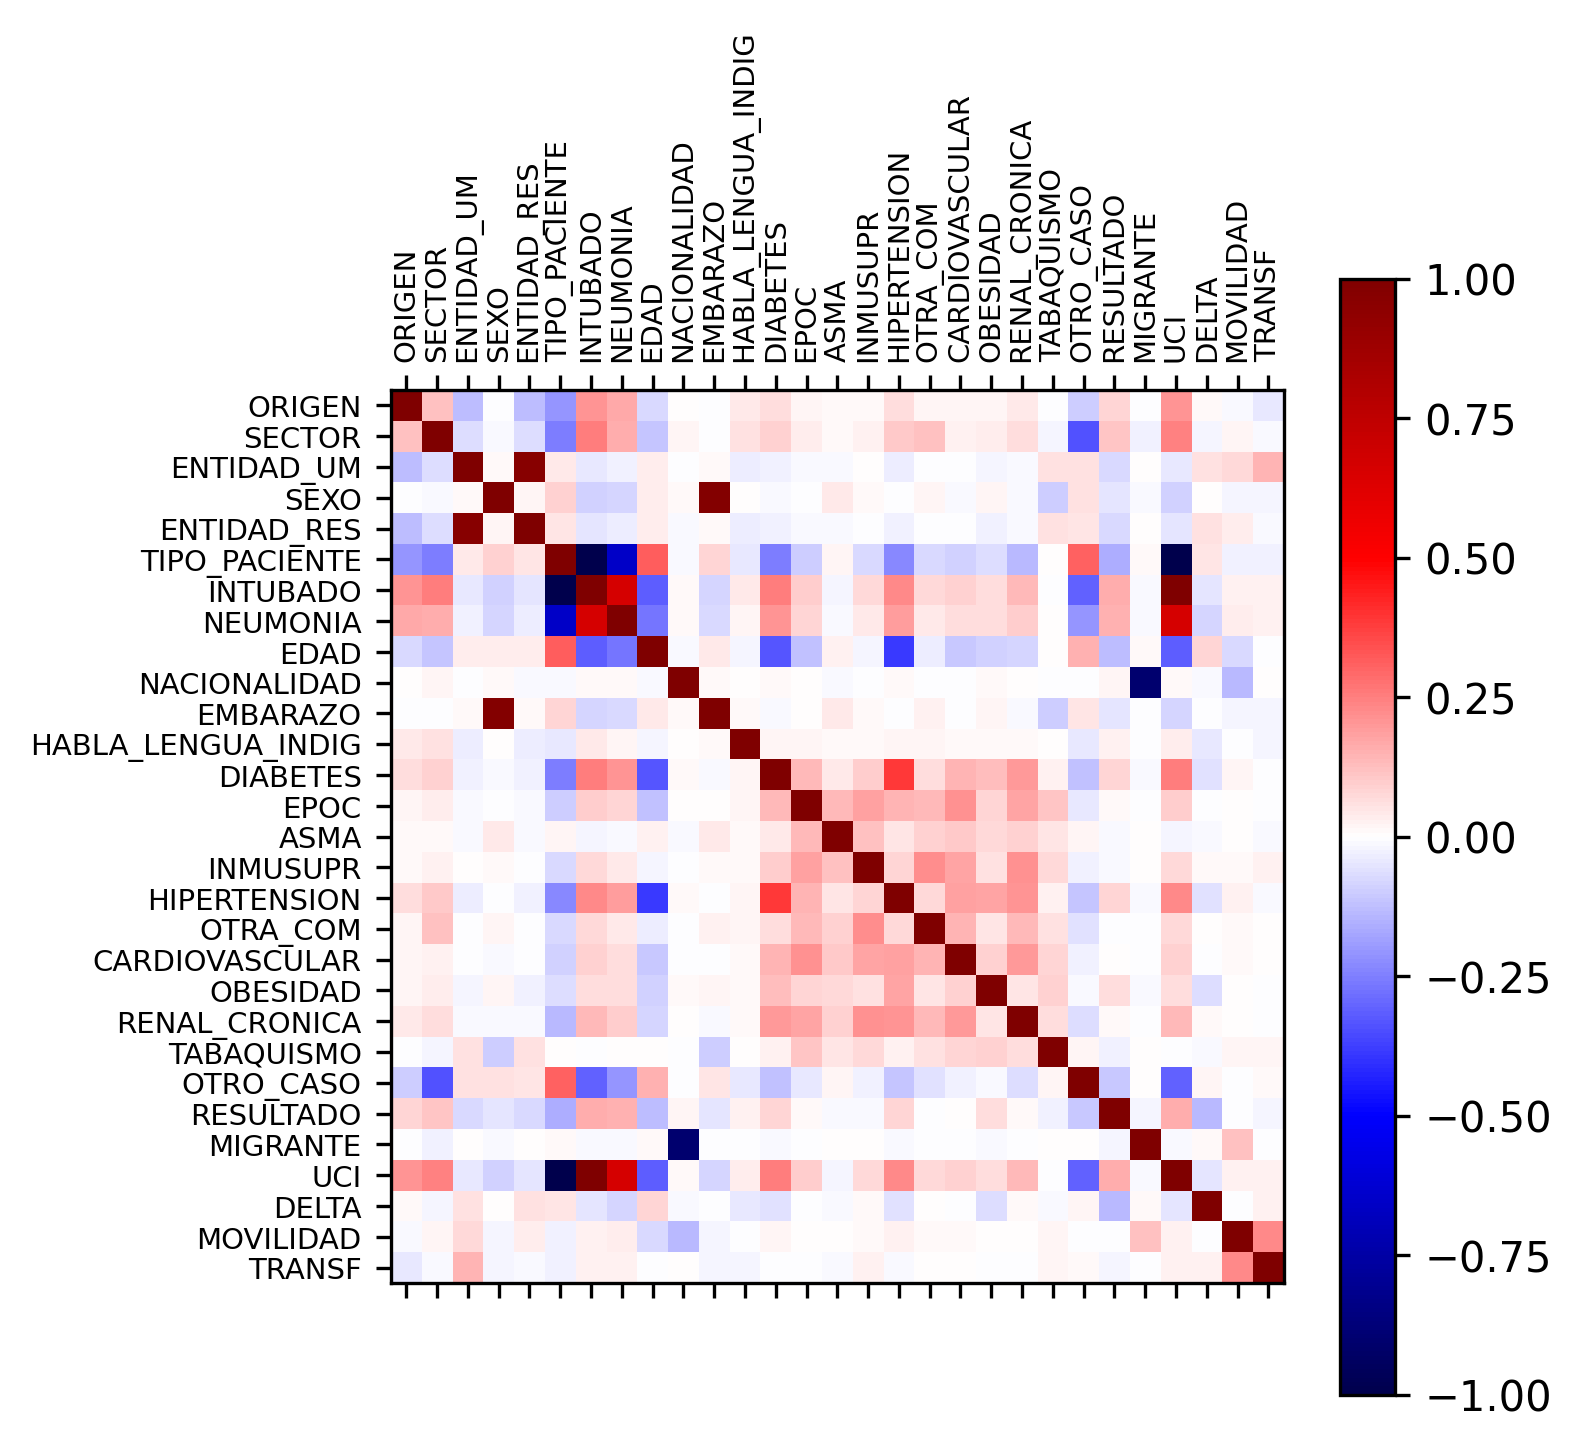 ORIGEN
SECTOR
ENTIDAD_UM
SEXO
ENTIDAD_RES
TIPO_PACIENTE
INTUBADO
NEUMONIA
EDAD
NACIONALIDAD
EMBARAZO
HABLA_LENGUA_INDIG
DIABETES
EPOC
ASMA
INMUSUPR
HIPERTENSION
OTRA_COM
CARDIOVASCULAR
OBESIDAD
RENAL_CRONICA
TABAQUISMO
OTRO_CASO
RESULTADO
MIGRANTE
UCI
DELTA
MOVILIDAD
TRANSF
ORIGEN
SECTOR
ENTIDAD_UM
SEXO
ENTIDAD_RES
TIPO_PACIENTE
INTUBADO
NEUMONIA
EDAD
NACIONALIDAD
EMBARAZO
HABLA_LENGUA_INDIG
DIABETES
EPOC
ASMA
INMUSUPR
HIPERTENSION
OTRA_COM
CARDIOVASCULAR
OBESIDAD
RENAL_CRONICA
TABAQUISMO
OTRO_CASO
RESULTADO
MIGRANTE
UCI
DELTA
MOVILIDAD
TRANSF
1.00
0.75
0.50
0.25
0.00
−0.25
−0.50
−0.75
−1.00